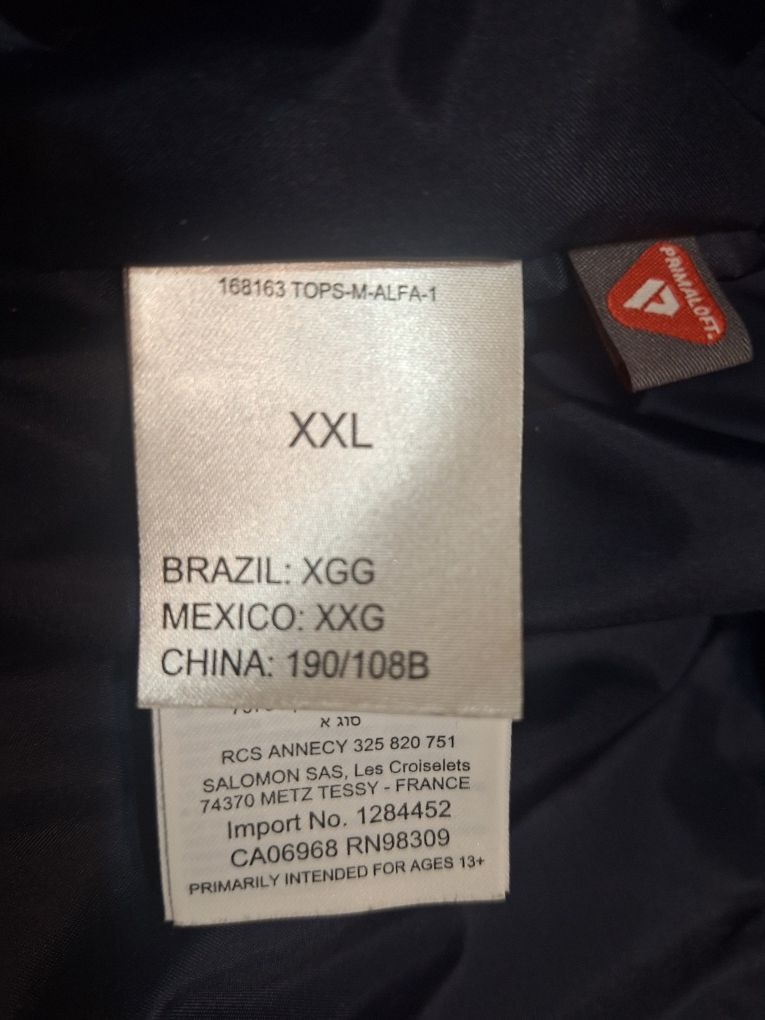 168163 TOPS-M-ALFA-1
PRIMALOFT
XXL
BRAZIL: XGG
MEXICO: XXG
CHINA: 190/108B
סוג א
RCS ANNECY 325 820 751
SALOMON SAS, Les Croiselets
74370 METZ TESSY - FRANCE
Import No. 1284452
CA06968 RN98309
PRIMARILY INTENDED FOR AGES 13+